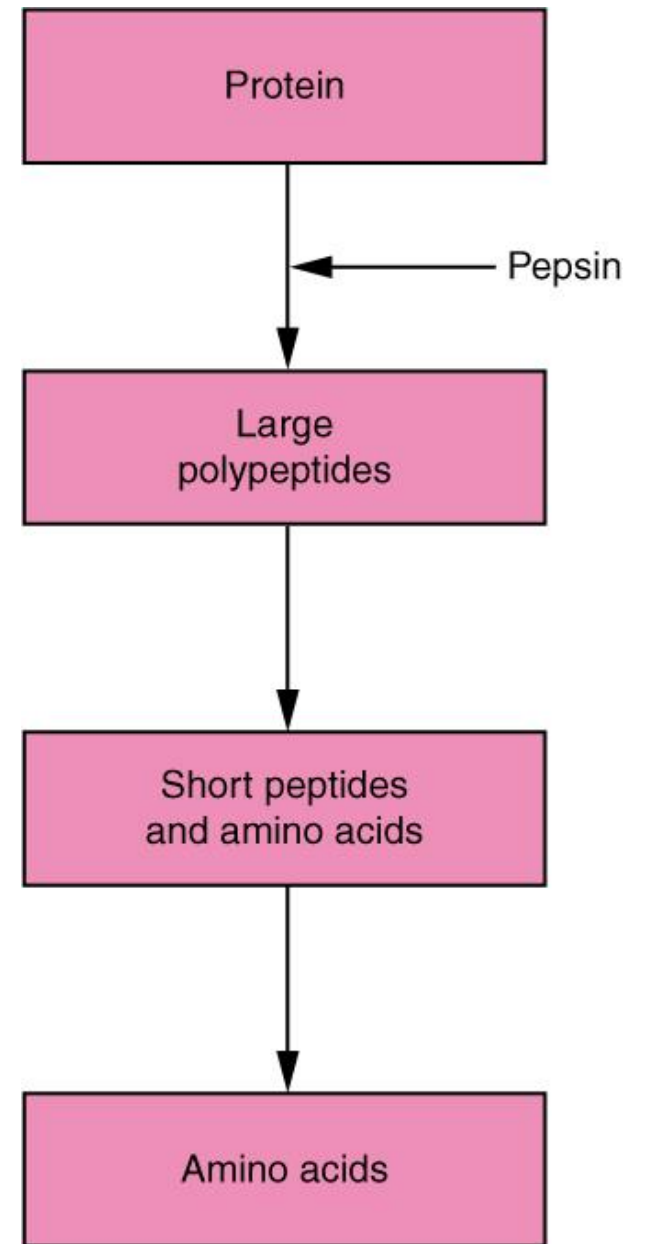 Protein
Pepsin
Large
polypeptides
Short peptides
and amino acids
Amino acids